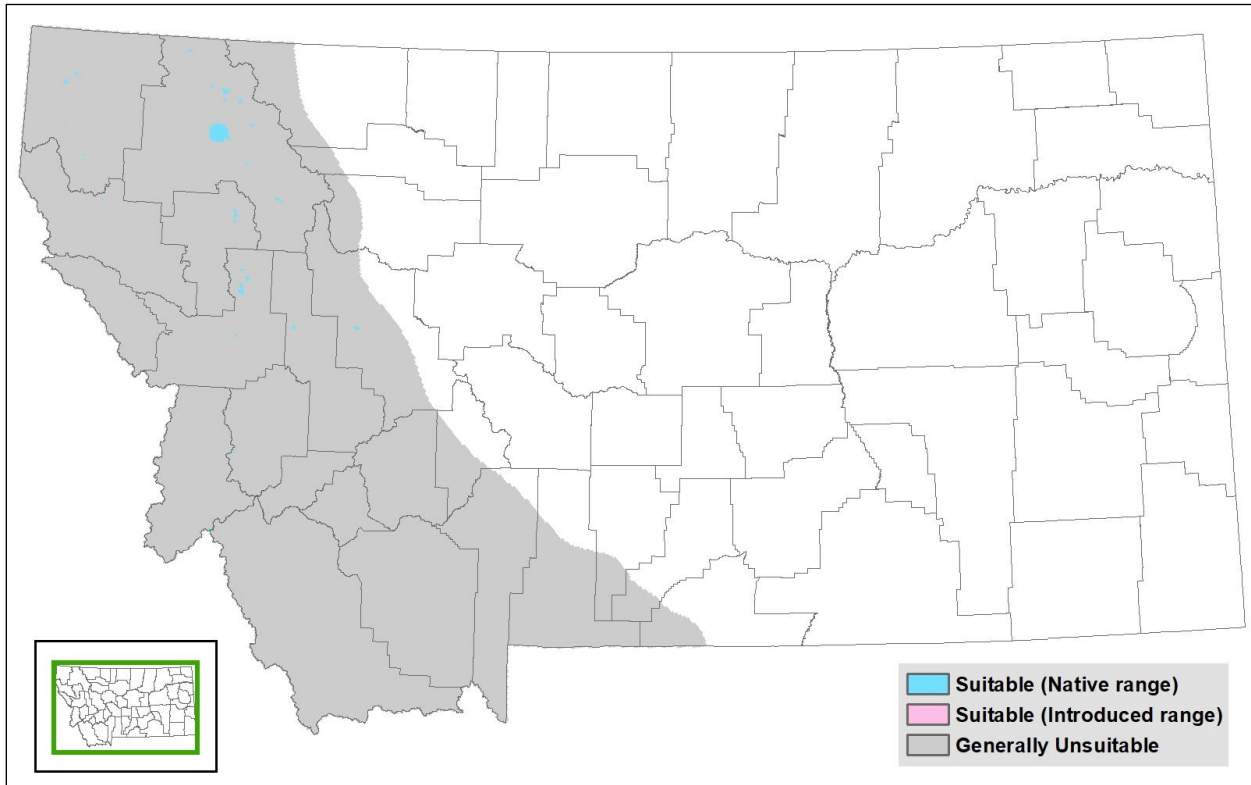 Suitable (Native range)
Suitable (Introduced range)
Generally Unsuitable